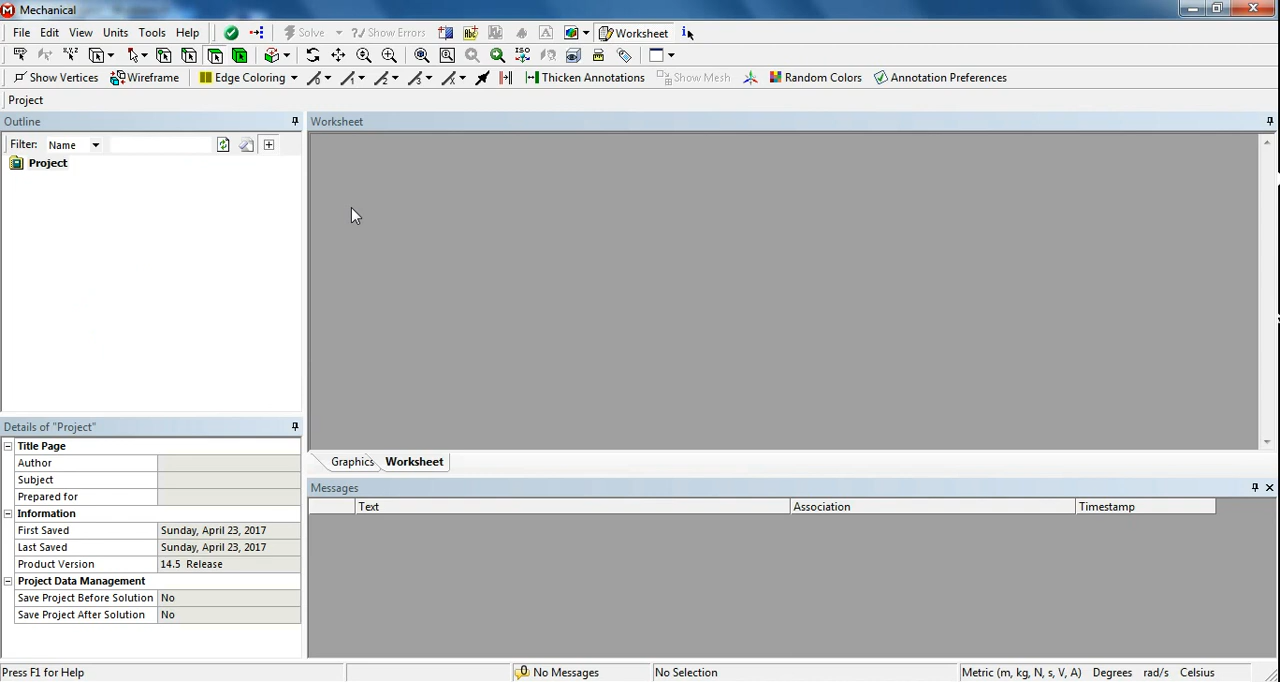 Mechanical
File Edit View Units Tools Help Solve Show Errors Worksheet
Show Vertices Wireframe Edge Coloring Thicken Annotations Show Mesh Random Colors Annotation Preferences
Project
Outline
Filter: Name
Project
Worksheet
Graphics Worksheet
Details of "Project"
Title Page
Author
Subject
Prepared for
Information
First Saved Sunday, April 23, 2017
Last Saved Sunday, April 23, 2017
Product Version 14.5 Release
Project Data Management
Save Project Before Solution No
Save Project After Solution No
Messages
Text Association Timestamp
Press F1 for Help 0 No Messages No Selection Metric (m, kg, N, s, V, A) Degrees rad/s Celsius